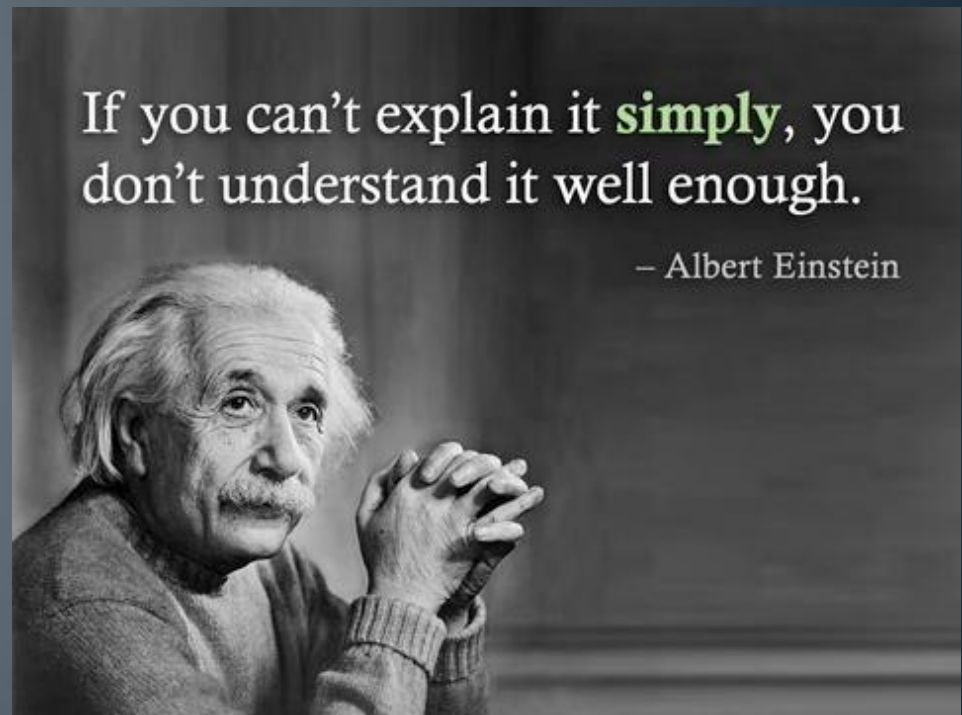 If you can’t explain it simply, you
don’t understand it well enough.
– Albert Einstein